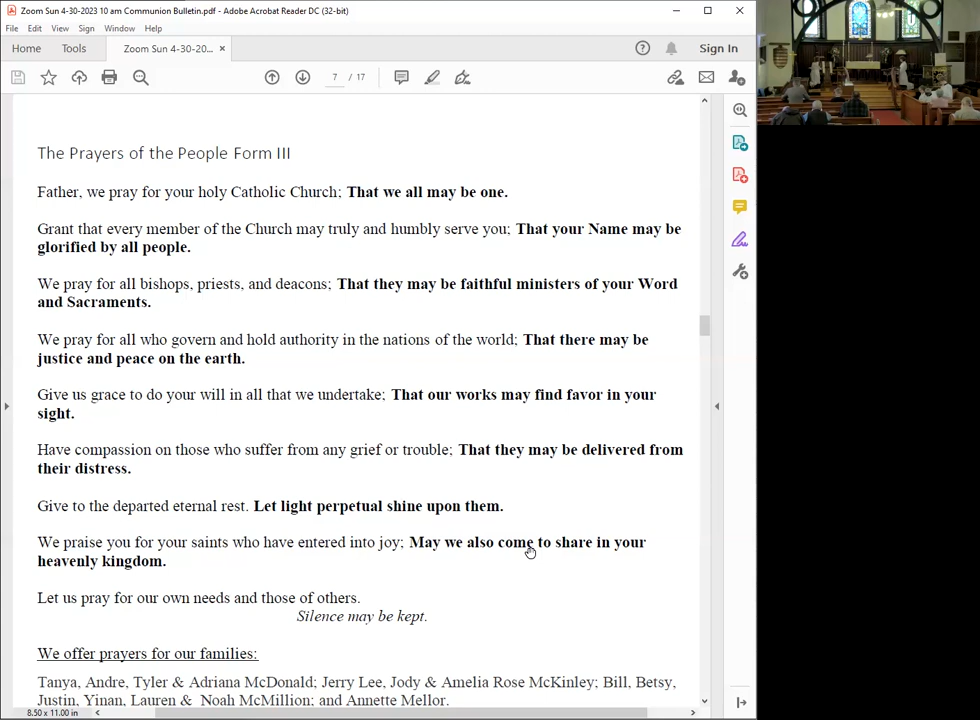 Zoom Sun 4-30-2023 10 am Communion Bulletin.pdf - Adobe Acrobat Reader DC (32-bit)
File Edit View Sign Window Help
Home Tools Zoom Sun 4-30-20... × Sign In
7 / 17
The Prayers of the People Form III
Father, we pray for your holy Catholic Church; That we all may be one.
Grant that every member of the Church may truly and humbly serve you; That your Name may be
glorified by all people.
We pray for all bishops, priests, and deacons; That they may be faithful ministers of your Word
and Sacraments.
We pray for all who govern and hold authority in the nations of the world; That there may be
justice and peace on the earth.
Give us grace to do your will in all that we undertake; That our works may find favor in your
sight.
Have compassion on those who suffer from any grief or trouble; That they may be delivered from
their distress.
Give to the departed eternal rest. Let light perpetual shine upon them.
We praise you for your saints who have entered into joy; May we also come to share in your
heavenly kingdom.
Let us pray for our own needs and those of others.
Silence may be kept.
We offer prayers for our families:
Tanya, Andre, Tyler & Adriana McDonald; Jerry Lee, Jody & Amelia Rose McKinley; Bill, Betsy,
Justin, Yinan, Lauren & Noah McMillion; and Annette Mellor.
8.50 x 11.00 in